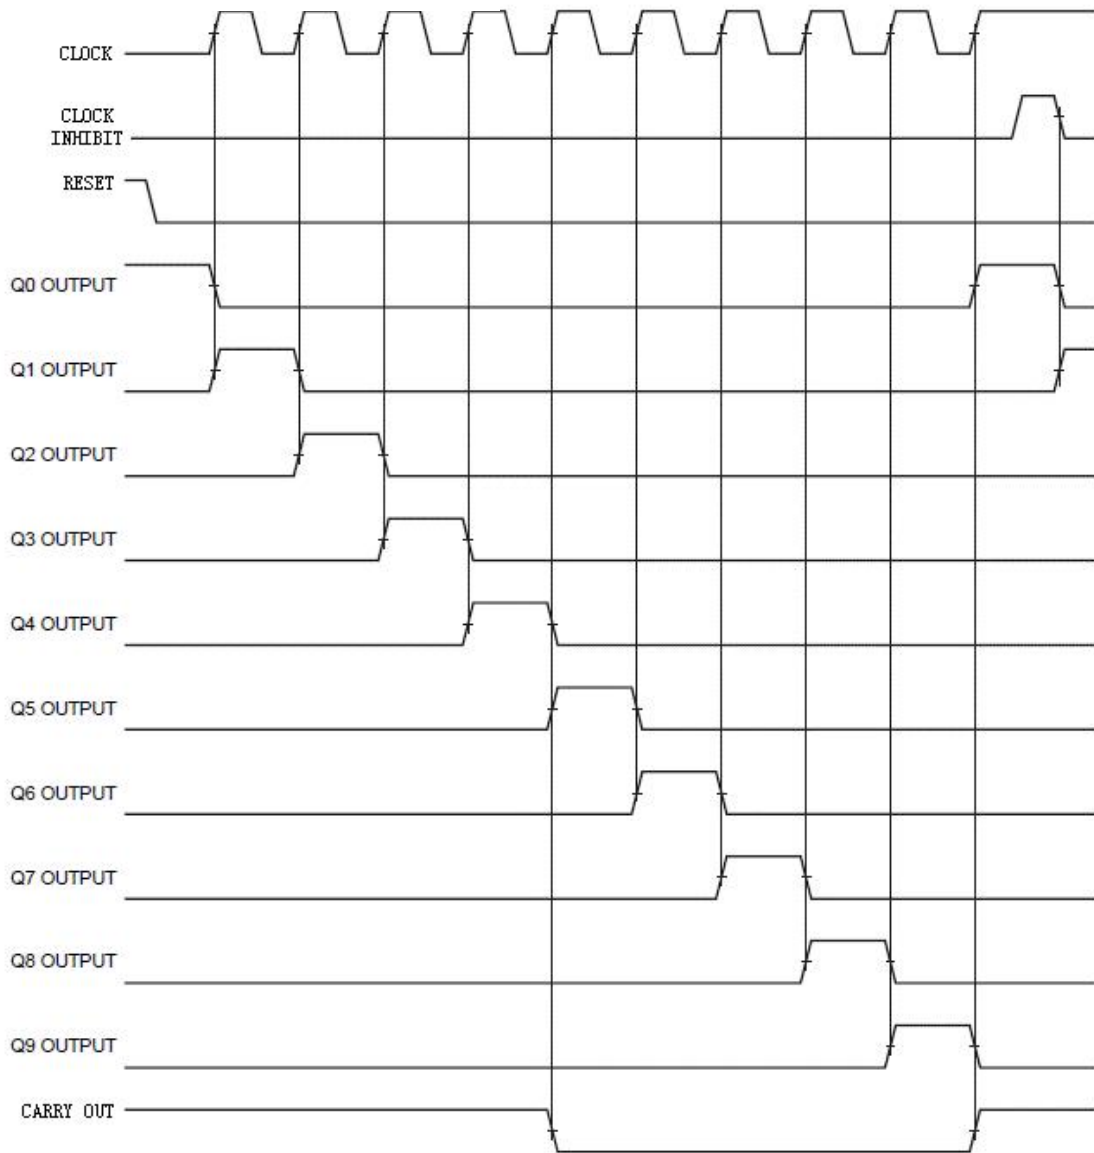 CLOCK
CLOCK
INHIBIT
RESET
Q0 OUTPUT
Q1 OUTPUT
Q2 OUTPUT
Q3 OUTPUT
Q4 OUTPUT
Q5 OUTPUT
Q6 OUTPUT
Q7 OUTPUT
Q8 OUTPUT
Q9 OUTPUT
CARRY OUT